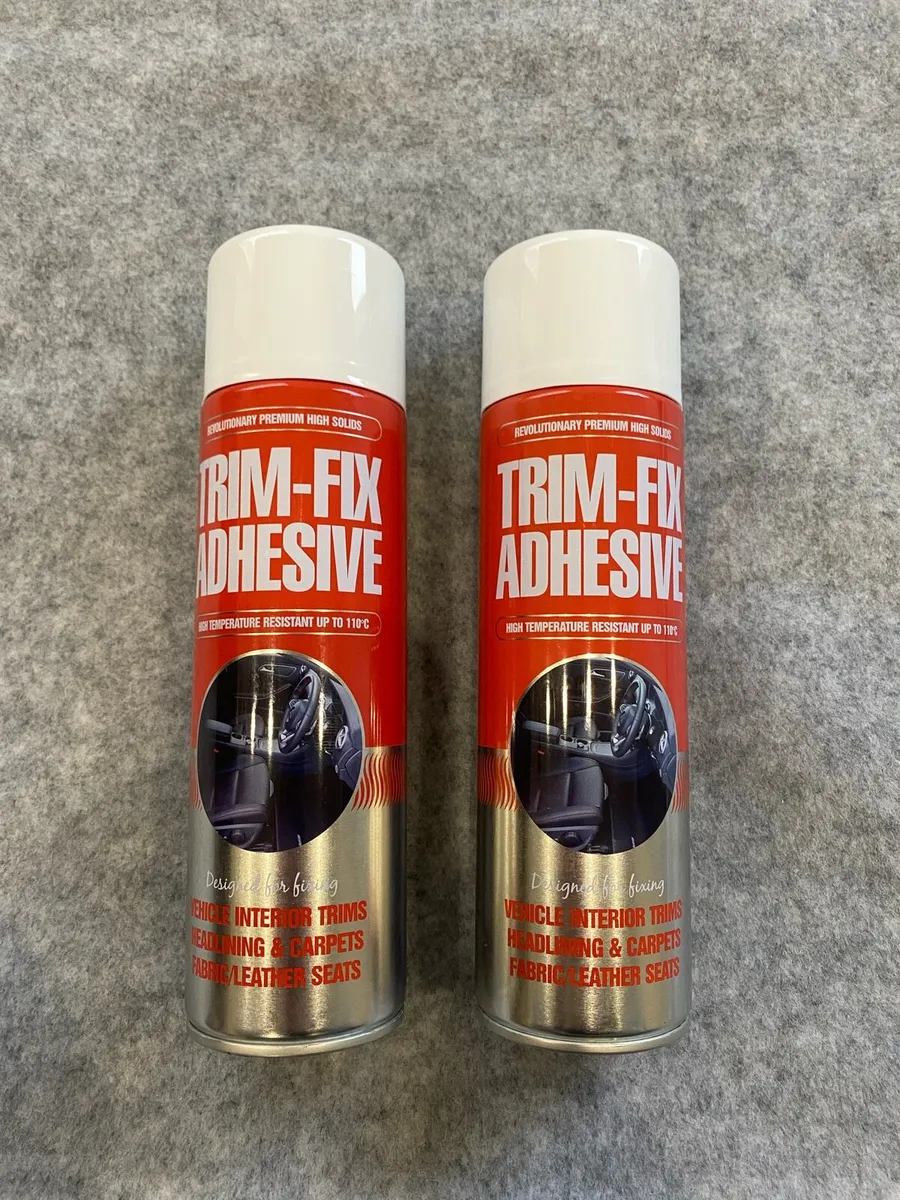 REVOLUTIONARY PREMIUM HIGH SOLIDS
TRIM-FIX
ADHESIVE
HIGH TEMPERATURE RESISTANT UP TO 110°C
Designed for fixing
VEHICLE INTERIOR TRIMS
HEADLINING & CARPETS
FABRIC/LEATHER SEATS
REVOLUTIONARY PREMIUM HIGH SOLIDS
TRIM-FIX
ADHESIVE
HIGH TEMPERATURE RESISTANT UP TO 110°C
Designed for fixing
VEHICLE INTERIOR TRIMS
HEADLINING & CARPETS
FABRIC/LEATHER SEATS